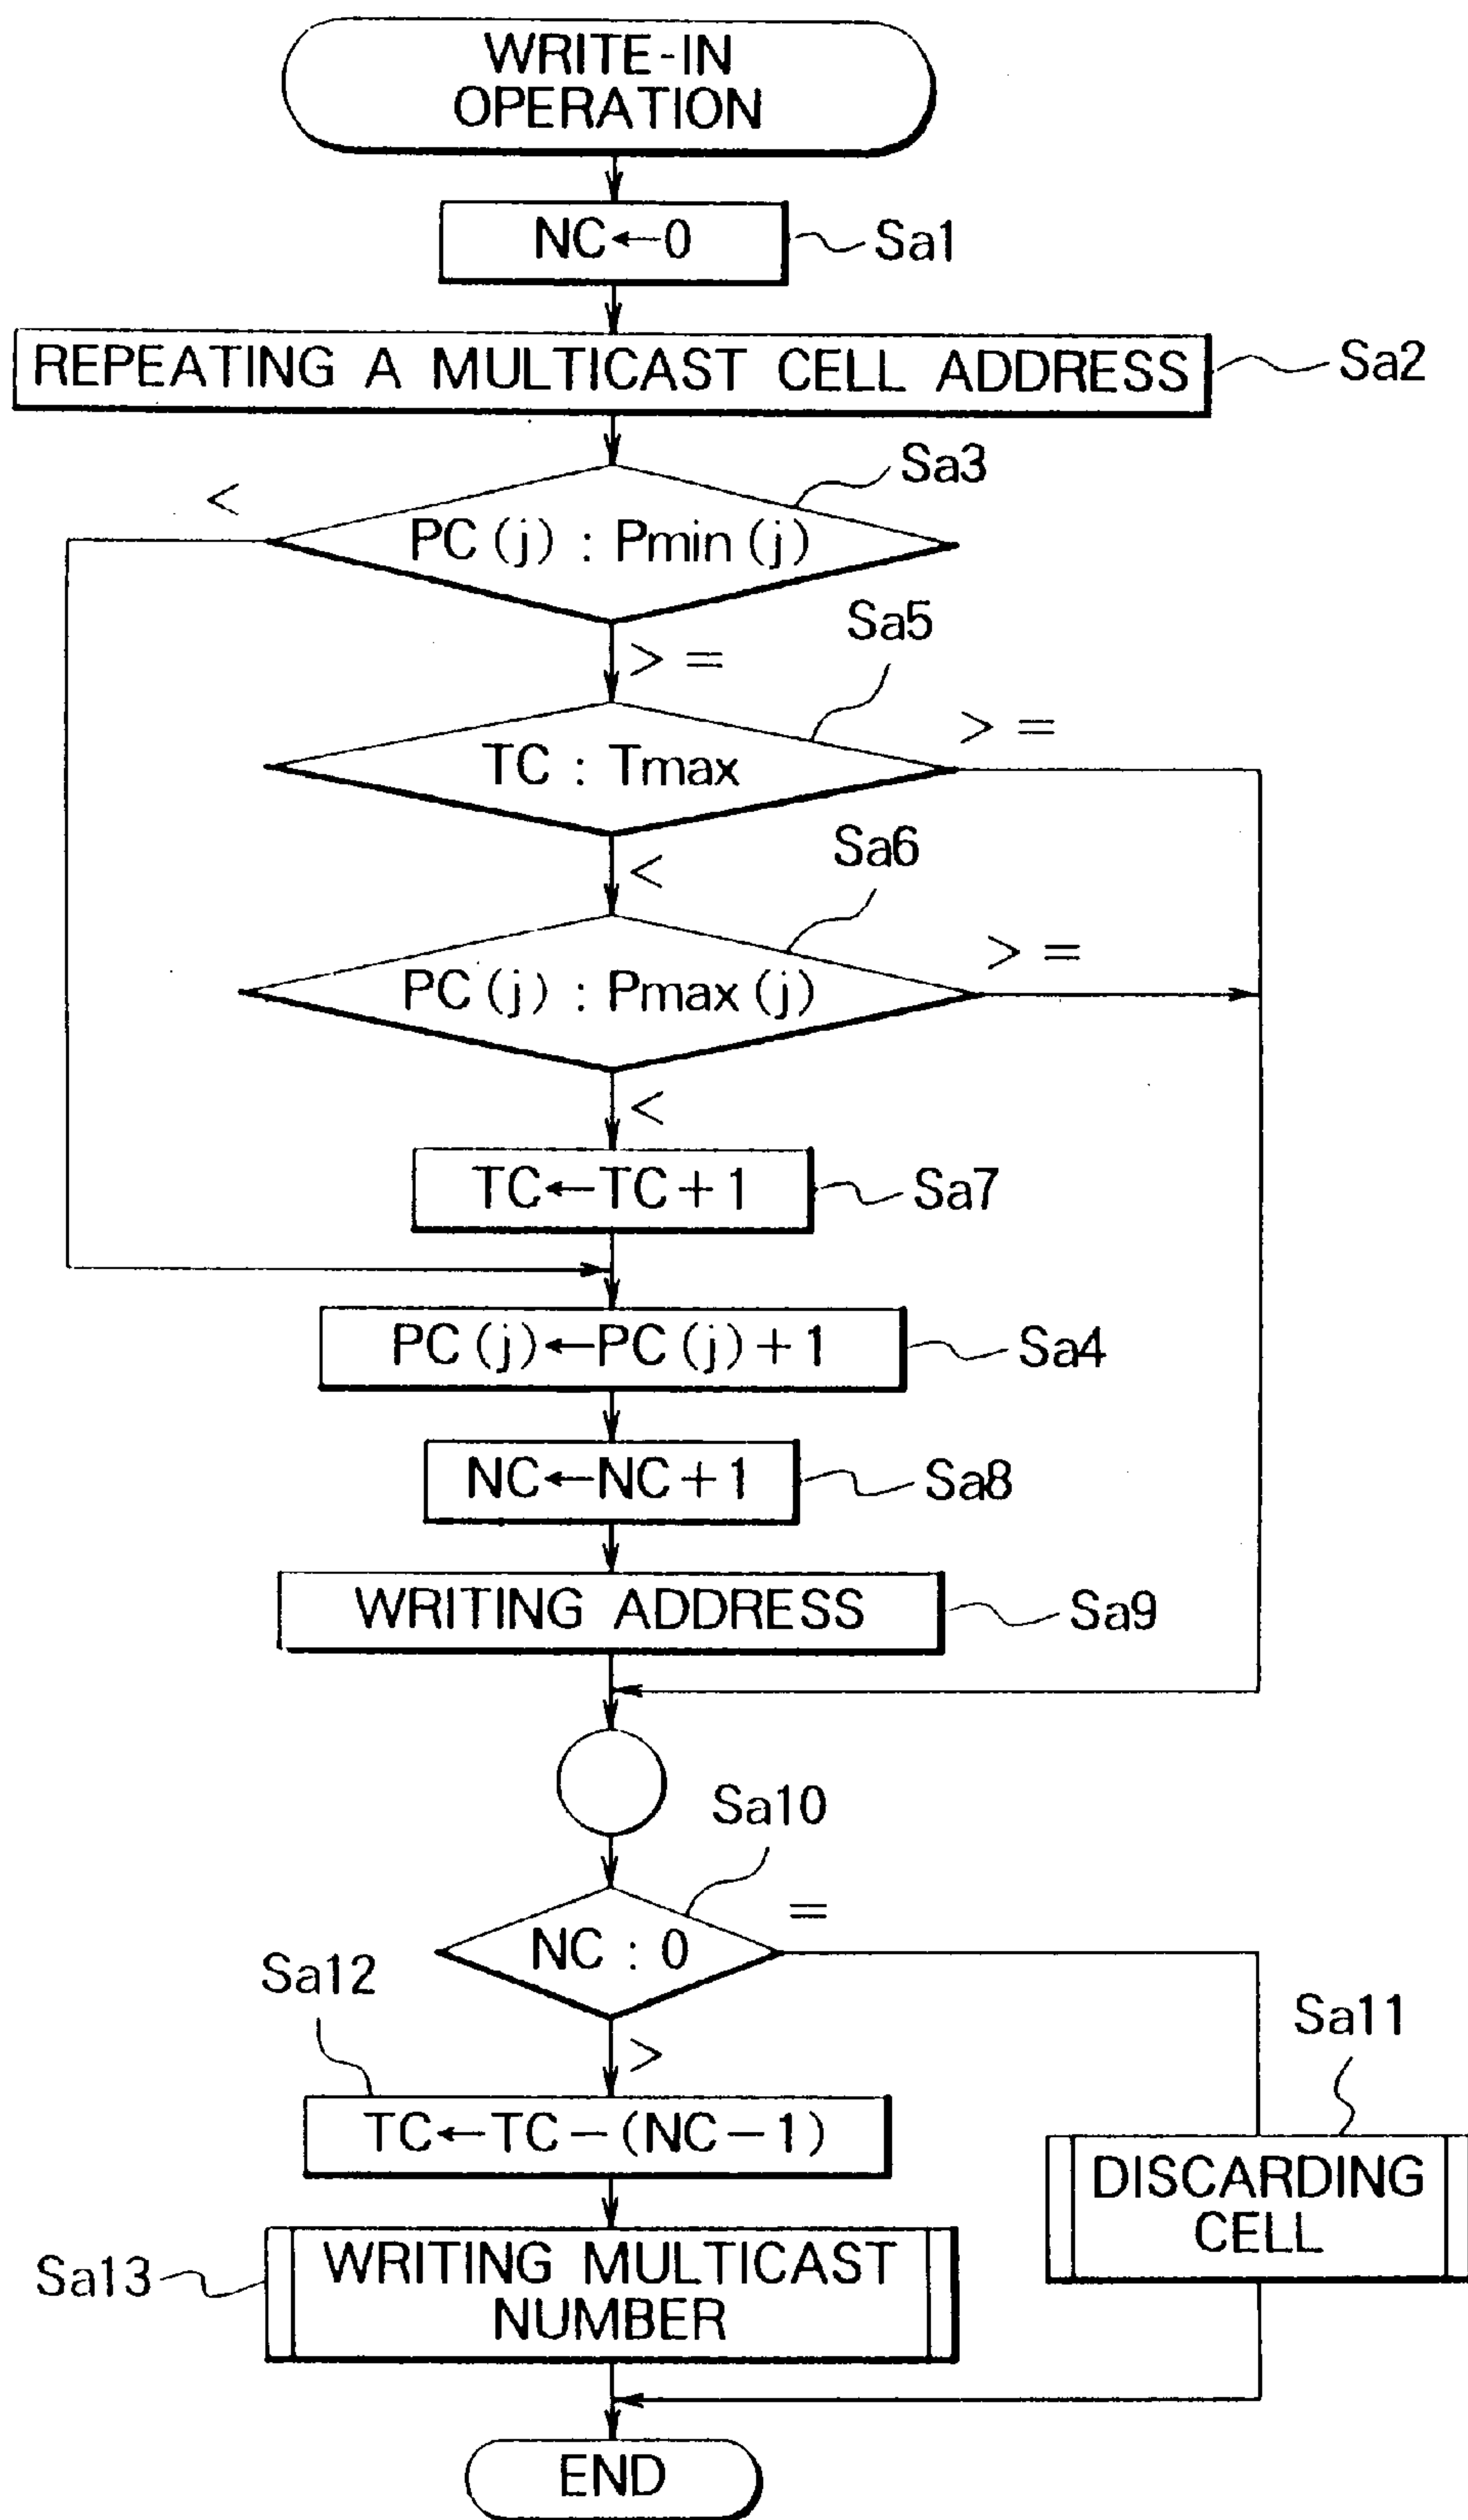 WRITE-IN
OPERATION
NC←0
Sa1
REPEATING A MULTICAST CELL ADDRESS
Sa2
Sa3
<
PC(j) : Pmin(j)
Sa5
>=
>=
TC : Tmax
Sa6
<
>=
PC(j) : Pmax(j)
<
TC←TC+1
Sa7
PC(j)←PC(j)+1
Sa4
NC←NC+1
Sa8
WRITING ADDRESS
Sa9
Sa10
=
NC : 0
Sa12
Sa11
>
TC←TC-(NC-1)
DISCARDING
CELL
Sa13
WRITING MULTICAST
NUMBER
END